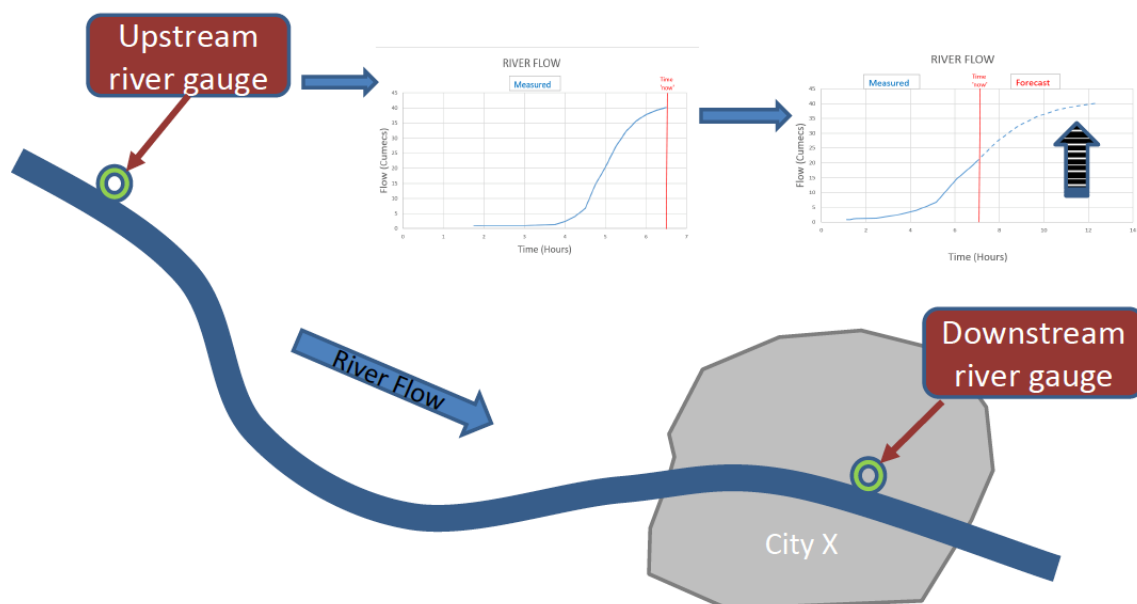 Upstream
river gauge
RIVER FLOW
Measured
Time
'now'
Flow (Cumecs)
45
40
35
30
25
20
15
10
5
0
0 1 2 3 4 5 6 7
Time (Hours)
RIVER FLOW
Measured
Time
'now'
Forecast
Flow (Cumecs)
45
40
35
30
25
20
15
10
5
0
0 2 4 6 8 10 12 14
Time (Hours)
River Flow
Downstream
river gauge
City X